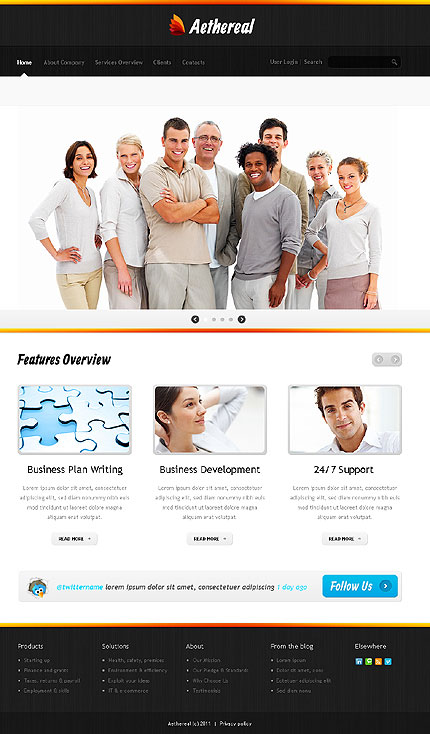 Aethereal
Home About Company Services Overview Clients Contacts User Login | Search
Features Overview
Business Plan Writing
Lorem ipsum dolor sit amet, consectetur
adipiscing elit, sed diam nonummy nibh euis
mod tincidunt ut laoreet dolore magna
aliquam erat volutpat.
READ MORE
Business Development
Lorem ipsum dolor sit amet, consectetur
adipiscing elit, sed diam nonummy nibh euis
mod tincidunt ut laoreet dolore magna
aliquam erat volutpat.
READ MORE
24/7 Support
Lorem ipsum dolor sit amet, consectetur
adipiscing elit, sed diam nonummy nibh euis
mod tincidunt ut laoreet dolore magna
aliquam erat volutpat.
READ MORE
@twittername lorem ipsum dolor sit amet, consectetuer adipiscing 1 day ago
Follow Us
Products
Starting up
Finance and grants
Taxes, returns & payroll
Employment & skills
Solutions
Health, safety, premises
Environment & efficiency
Exploit your ideas
IT & e-commerce
About
Our Mission
Our Pledge & Standards
Why Choose Us
Testimonials
From the blog
Lorem ipsum
Dolor sit amet, cons
Ectetuer adipiscing elit
Sed diam nonu
Elsewhere
Aethereal (c) 2011 | Privacy policy